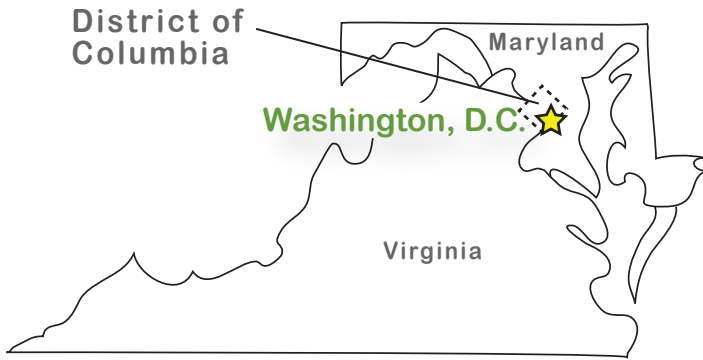 District of
Columbia
Maryland
Washington, D.C.
Virginia